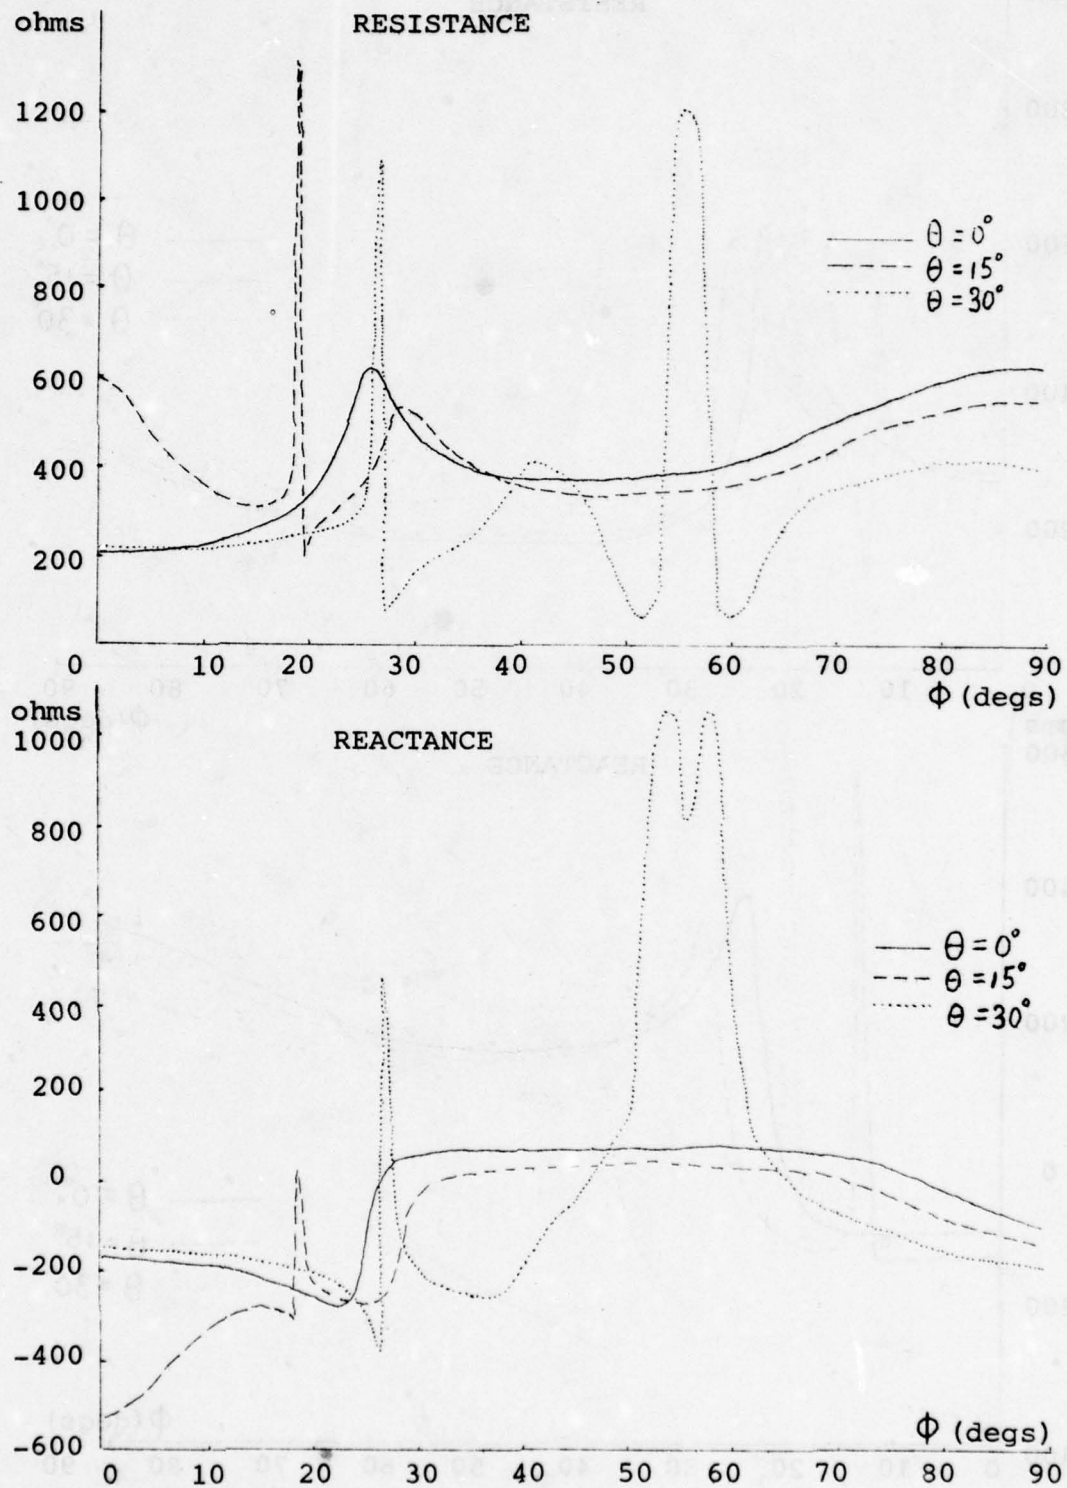 ohms RESISTANCE
1200
1000
800
600
400
200
0 10 20 30 40 50 60 70 80 90
Φ (degs)
θ = 0°
θ = 15°
θ = 30°
ohms
REACTANCE
1000
800
600
400
200
0
-200
-400
-600
θ = 0°
θ = 15°
θ = 30°
Φ (degs)
0 10 20 30 40 50 60 70 80 90